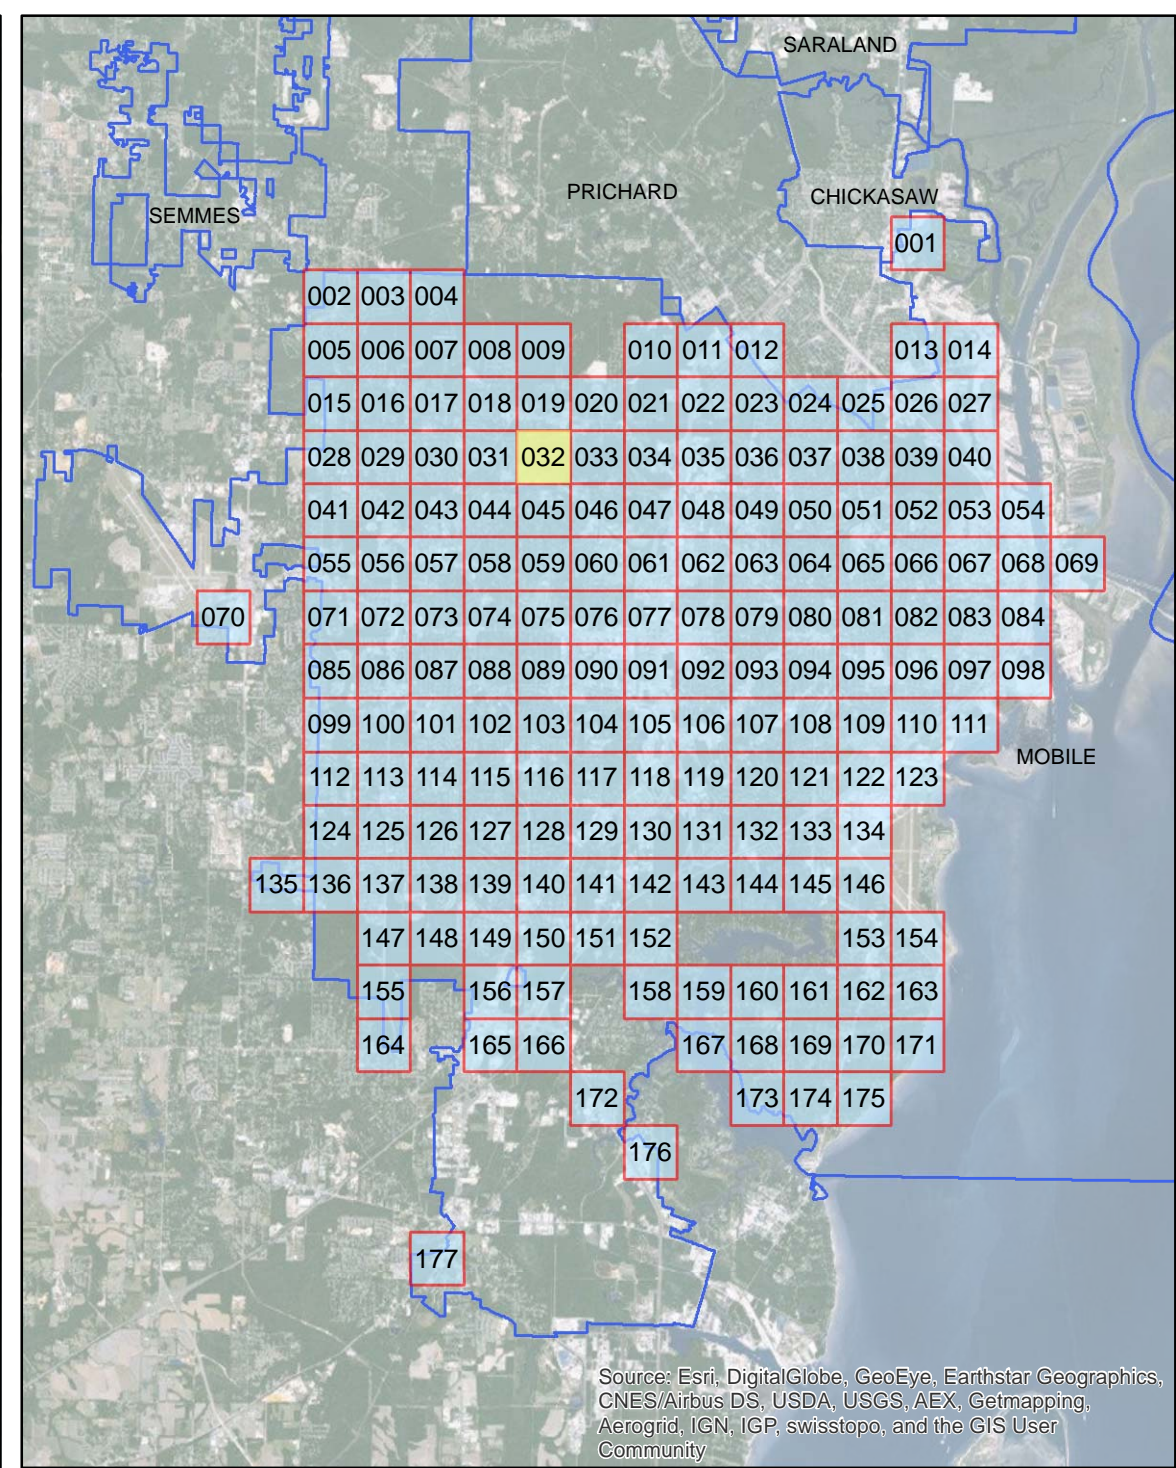 SARALAND
PRICHARD
CHICKASAW
SEMMES
001
002 003 004
005 006 007 008 009 010 011 012 013 014
015 016 017 018 019 020 021 022 023 024 025 026 027
028 029 030 031 032 033 034 035 036 037 038 039 040
041 042 043 044 045 046 047 048 049 050 051 052 053 054
055 056 057 058 059 060 061 062 063 064 065 066 067 068 069
070 071 072 073 074 075 076 077 078 079 080 081 082 083 084
085 086 087 088 089 090 091 092 093 094 095 096 097 098
099 100 101 102 103 104 105 106 107 108 109 110 111
MOBILE
112 113 114 115 116 117 118 119 120 121 122 123
124 125 126 127 128 129 130 131 132 133 134
135 136 137 138 139 140 141 142 143 144 145 146
147 148 149 150 151 152 153 154
155 156 157 158 159 160 161 162 163
164 165 166 167 168 169 170 171
172 173 174 175
176
177
Source: Esri, DigitalGlobe, GeoEye, Earthstar Geographics,
CNES/Airbus DS, USDA, USGS, AEX, Getmapping,
Aerogrid, IGN, IGP, swisstopo, and the GIS User
Community